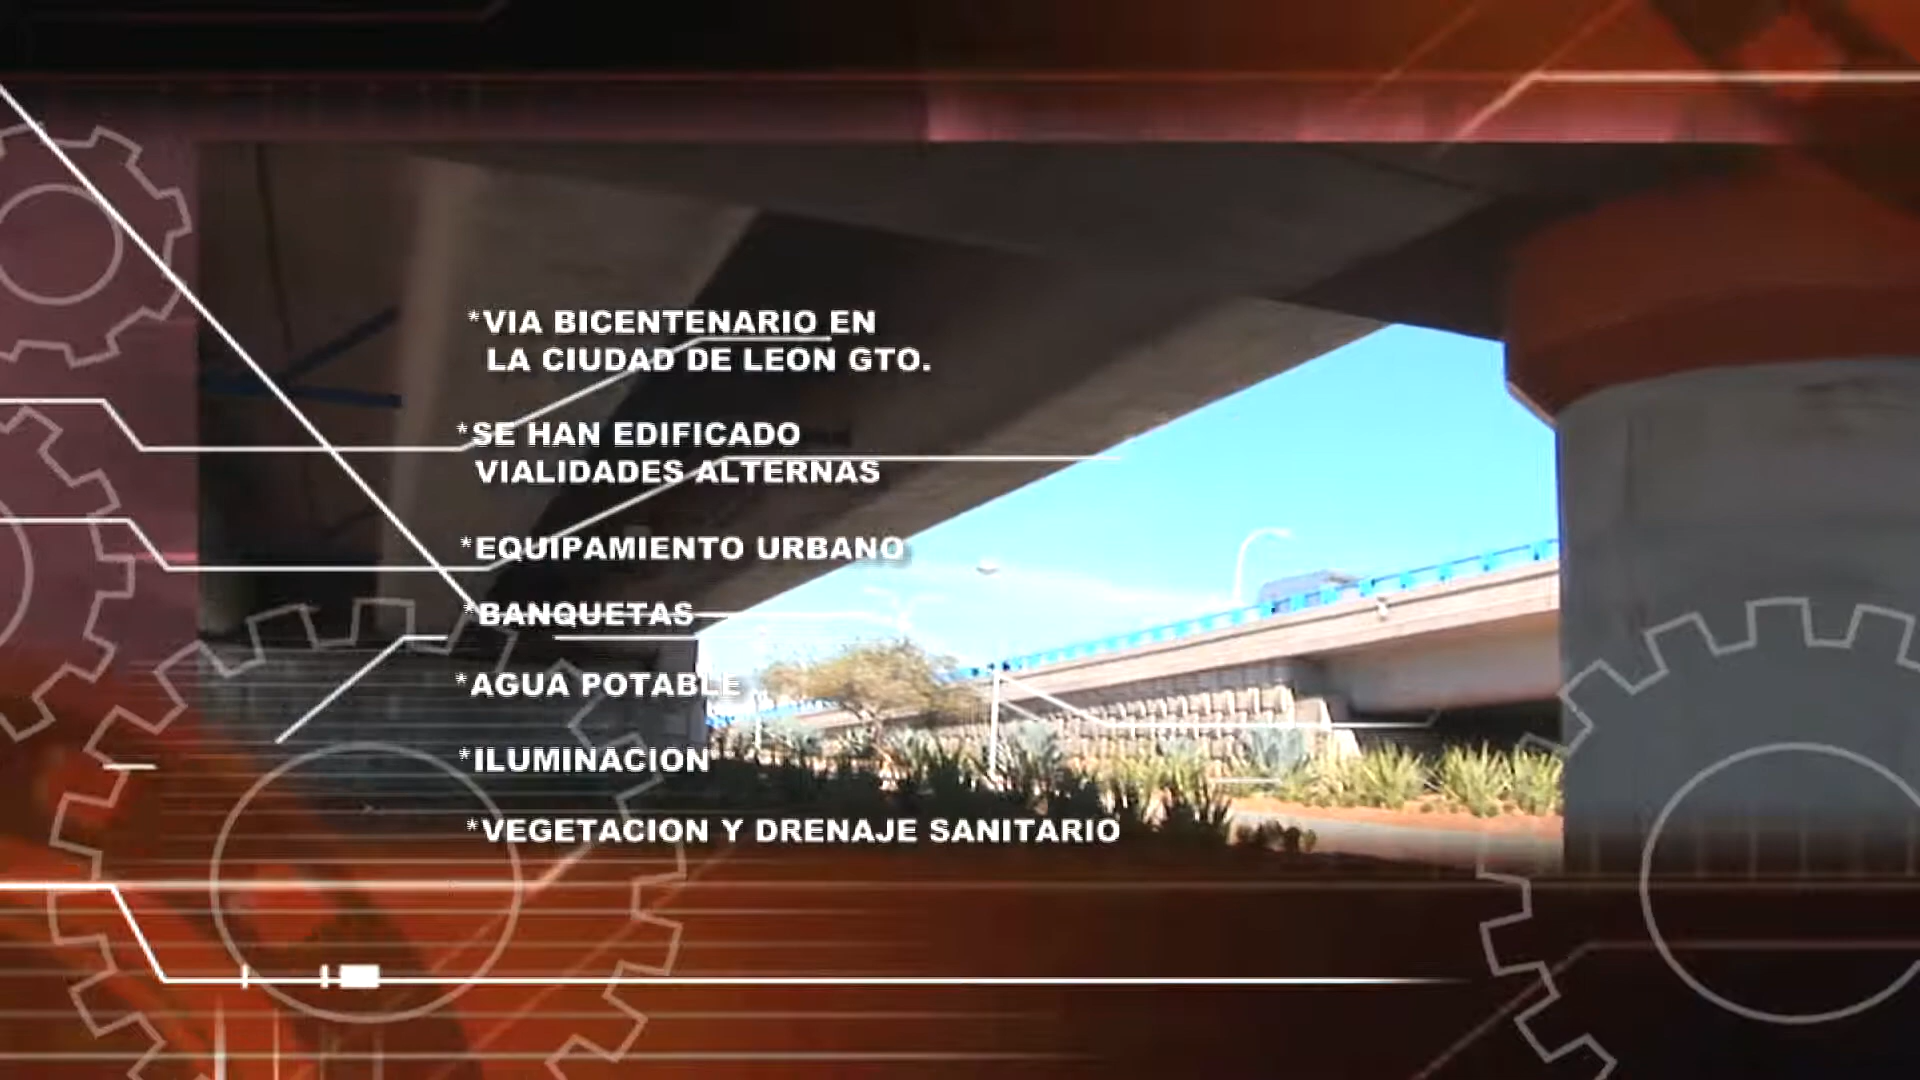 *VIA BICENTENARIO EN
LA CIUDAD DE LEON GTO.
*SE HAN EDIFICADO
VIALIDADES ALTERNAS
*EQUIPAMIENTO URBANO
*BANQUETAS
*AGUA POTABLE
*ILUMINACION
*VEGETACION Y DRENAJE SANITARIO